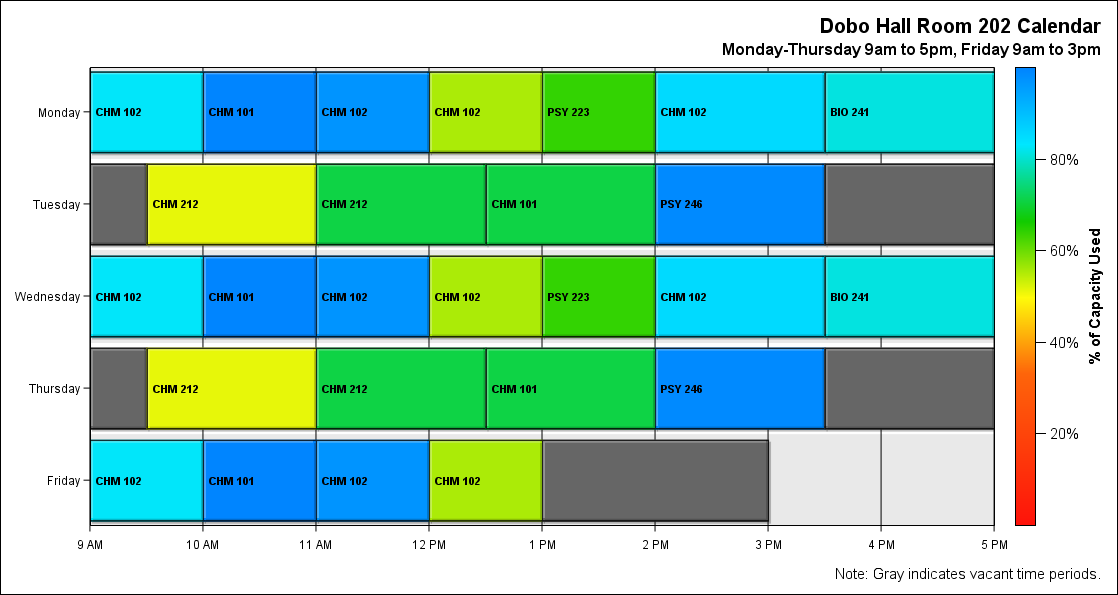 Dobo Hall Room 202 Calendar
Monday-Thursday 9am to 5pm, Friday 9am to 3pm
Monday
CHM 102 CHM 101 CHM 102 CHM 102 PSY 223 CHM 102 BIO 241
Tuesday
CHM 212 CHM 212 CHM 101 PSY 246
Wednesday
CHM 102 CHM 101 CHM 102 CHM 102 PSY 223 CHM 102 BIO 241
Thursday
CHM 212 CHM 212 CHM 101 PSY 246
Friday
CHM 102 CHM 101 CHM 102 CHM 102
9 AM 10 AM 11 AM 12 PM 1 PM 2 PM 3 PM 4 PM 5 PM
80%
60%
40%
20%
% of Capacity Used
Note: Gray indicates vacant time periods.